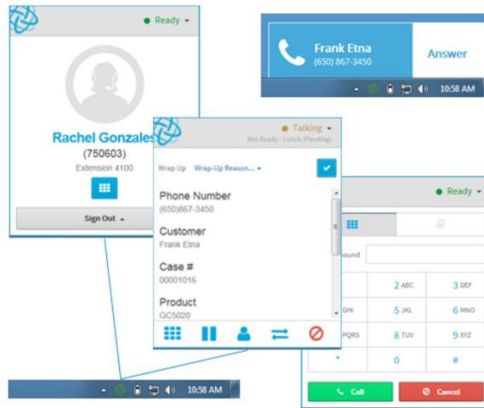 Ready
Rachel Gonzales
(750603)
Extension 4100
Sign Out
10:58 AM
Frank Etna
(650) 867-3450
Answer
10:58 AM
Talking
Not Ready - Lunch (Pending)
Wrap-Up Wrap-Up Reason...
Phone Number
(650)867-3450
Customer
Frank Etna
Case #
00001016
Product
GC5020
Ready
2 ABC 3 DEF
5 JKL 6 MNO
PQRS 8 TUV 9 XYZ
* 0 #
Call Cancel